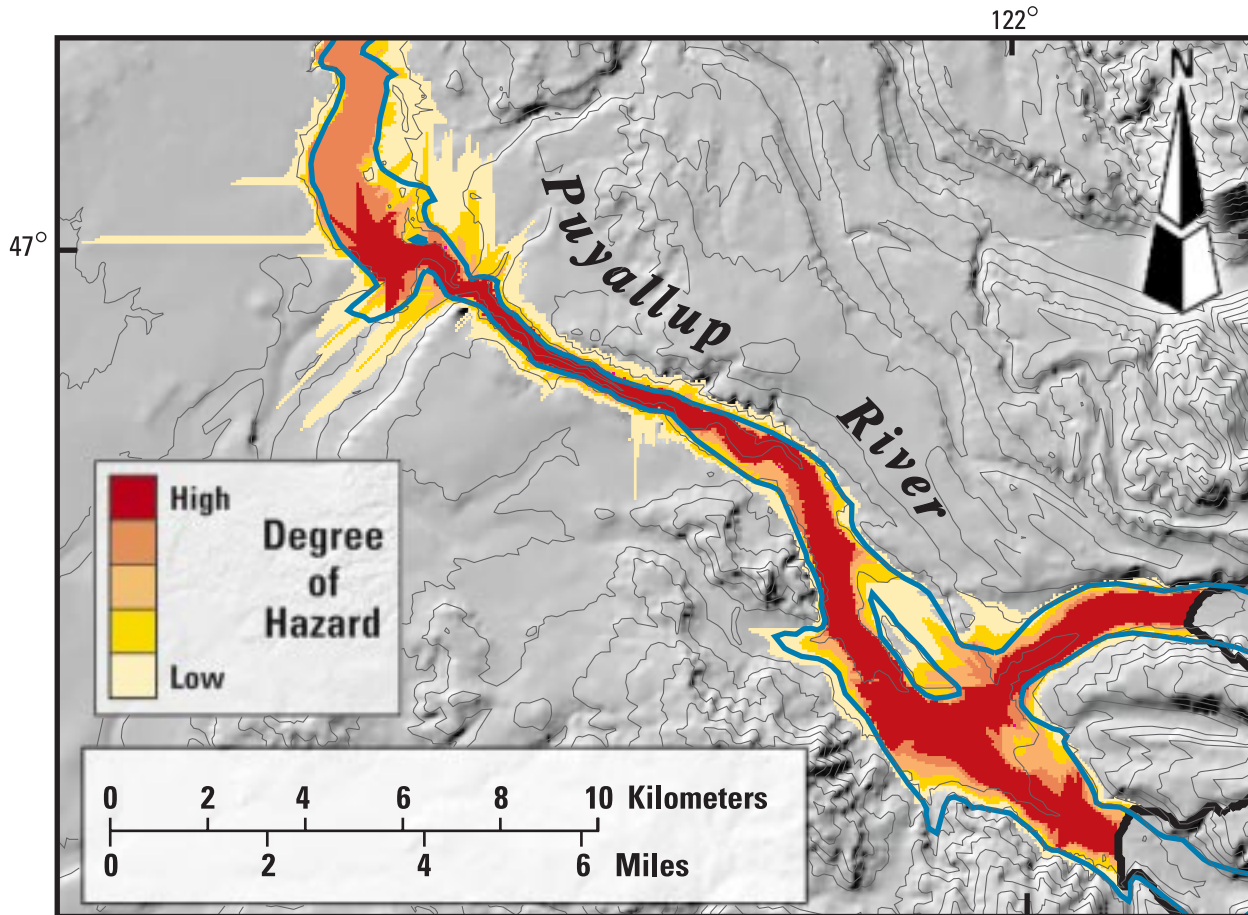 122°
N
47°
Puyallup
River
High
Degree
of
Hazard
Low
0 2 4 6 8 10 Kilometers
0 2 4 6 Miles